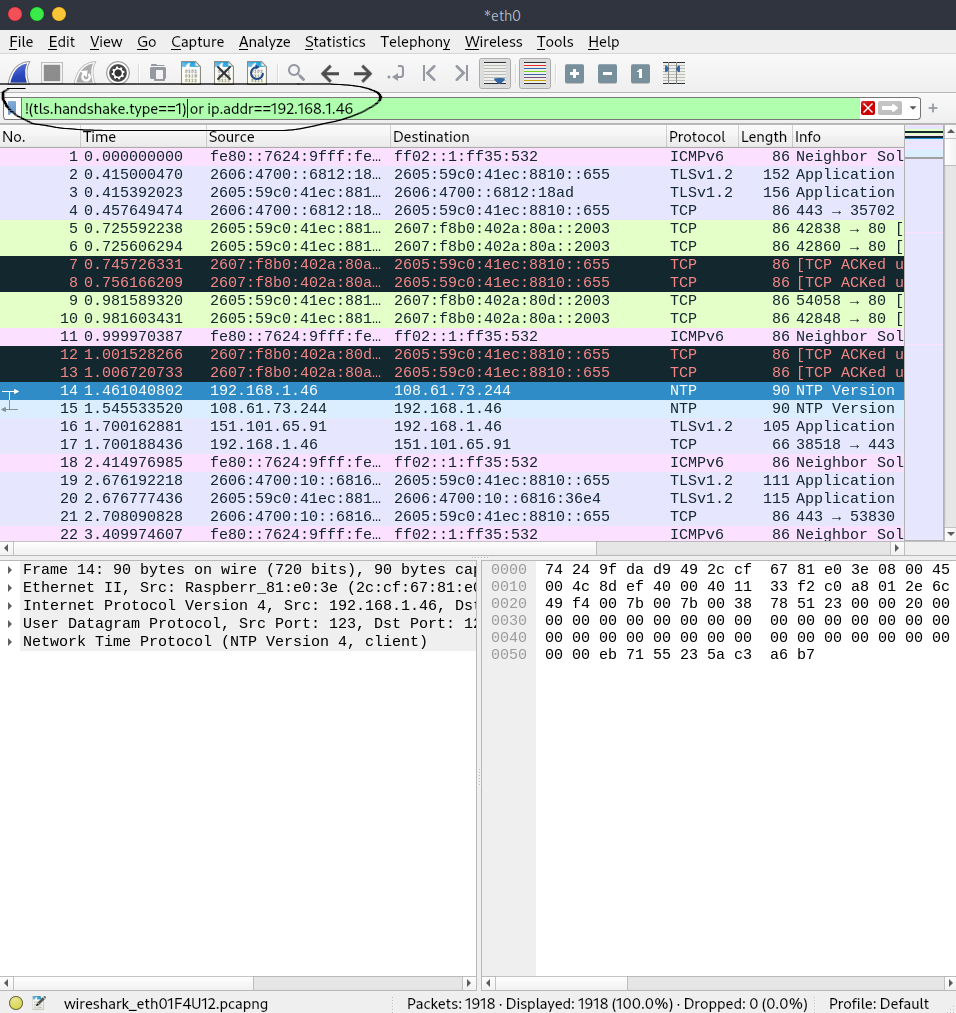 *eth0
File Edit View Go Capture Analyze Statistics Telephony Wireless Tools Help
!(tls.handshake.type==1) or ip.addr==192.168.1.46
No. Time Source Destination Protocol Length Info
1 0.000000000 fe80::7624:9fff:fe… ff02::1:ff35:532 ICMPv6 86 Neighbor Sol
2 0.415000470 2606:4700::6812:18… 2605:59c0:41ec:8810::655 TLSv1.2 152 Application
3 0.415392023 2605:59c0:41ec:881… 2606:4700::6812:18ad TLSv1.2 156 Application
4 0.457649474 2606:4700::6812:18… 2605:59c0:41ec:8810::655 TCP 86 443 → 35702
5 0.725592238 2605:59c0:41ec:881… 2607:f8b0:402a:80a::2003 TCP 86 42838 → 80 [
6 0.725606294 2605:59c0:41ec:881… 2607:f8b0:402a:80a::2003 TCP 86 42860 → 80 [
7 0.745726331 2607:f8b0:402a:80a… 2605:59c0:41ec:8810::655 TCP 86 [TCP ACKed u
8 0.756166209 2607:f8b0:402a:80a… 2605:59c0:41ec:8810::655 TCP 86 [TCP ACKed u
9 0.981589320 2605:59c0:41ec:881… 2607:f8b0:402a:80d::2003 TCP 86 54058 → 80 [
10 0.981603431 2605:59c0:41ec:881… 2607:f8b0:402a:80a::2003 TCP 86 42848 → 80 [
11 0.999970387 fe80::7624:9fff:fe… ff02::1:ff35:532 ICMPv6 86 Neighbor Sol
12 1.001528266 2607:f8b0:402a:80d… 2605:59c0:41ec:8810::655 TCP 86 [TCP ACKed u
13 1.006720733 2607:f8b0:402a:80a… 2605:59c0:41ec:8810::655 TCP 86 [TCP ACKed u
14 1.461040802 192.168.1.46 108.61.73.244 NTP 90 NTP Version
15 1.545533520 108.61.73.244 192.168.1.46 NTP 90 NTP Version
16 1.700162881 151.101.65.91 192.168.1.46 TLSv1.2 105 Application
17 1.700188436 192.168.1.46 151.101.65.91 TCP 66 38518 → 443
18 2.414976985 fe80::7624:9fff:fe… ff02::1:ff35:532 ICMPv6 86 Neighbor Sol
19 2.676192218 2606:4700:10::6816… 2605:59c0:41ec:8810::655 TLSv1.2 111 Application
20 2.676777436 2605:59c0:41ec:881… 2606:4700:10::6816:36e4 TLSv1.2 115 Application
21 2.708090828 2606:4700:10::6816… 2605:59c0:41ec:8810::655 TCP 86 443 → 53830
22 3.409974607 fe80::7624:9fff:fe… ff02::1:ff35:532 ICMPv6 86 Neighbor Sol
Frame 14: 90 bytes on wire (720 bits), 90 bytes cap
Ethernet II, Src: Raspberr_81:e0:3e (2c:cf:67:81:e0
Internet Protocol Version 4, Src: 192.168.1.46, Dst
User Datagram Protocol, Src Port: 123, Dst Port: 12
Network Time Protocol (NTP Version 4, client)
0000 74 24 9f da d9 49 2c cf 67 81 e0 3e 08 00 45
0010 00 4c 8d ef 40 00 40 11 33 f2 c0 a8 01 2e 6c
0020 49 f4 00 7b 00 7b 00 38 78 51 23 00 00 20 00
0030 00 00 00 00 00 00 00 00 00 00 00 00 00 00 00
0040 00 00 00 00 00 00 00 00 00 00 00 00 00 00 00
0050 00 00 eb 71 55 23 5a c3 a6 b7
wireshark_eth01F4U12.pcapng Packets: 1918 · Displayed: 1918 (100.0%) · Dropped: 0 (0.0%) Profile: Default